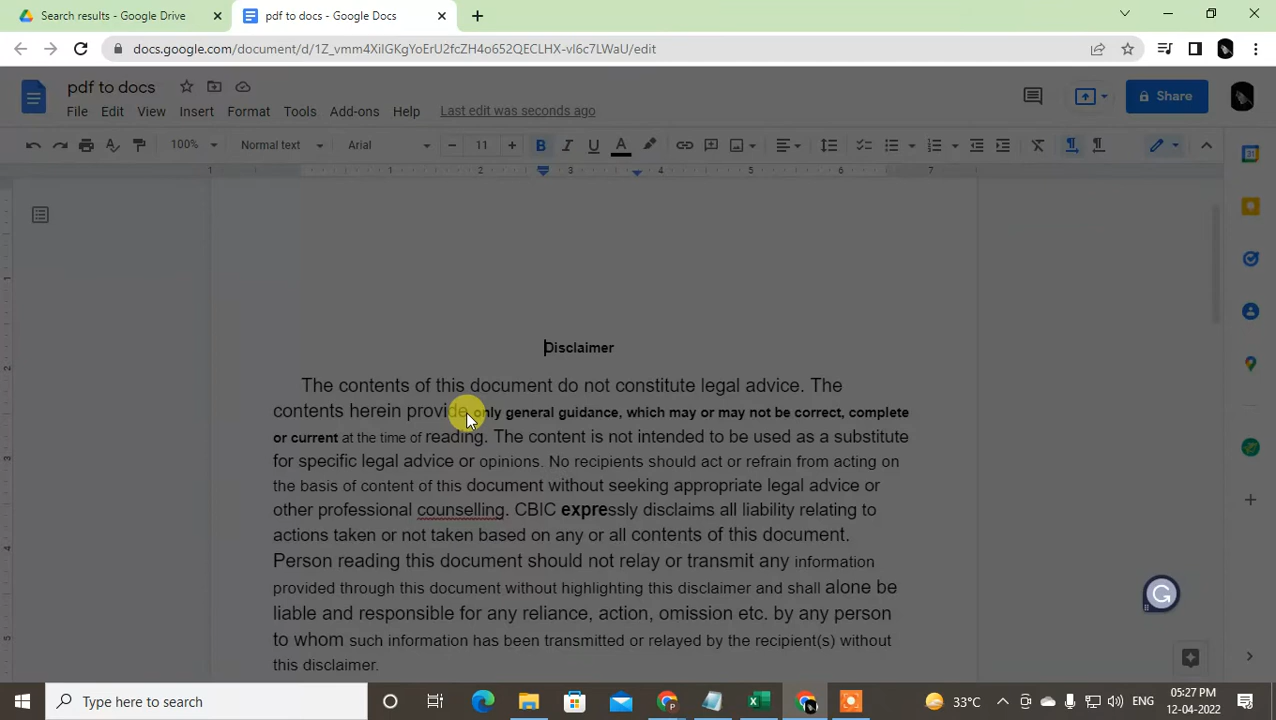 Search results - Google Drive
pdf to docs - Google Docs
docs.google.com/document/d/1Z_vmm4XilGKgYoErU2fcZH4o652QECLHX-vl6c7LWaU/edit
pdf to docs
File Edit View Insert Format Tools Add-ons Help Last edit was seconds ago
Share
100% Normal text Arial 11
1 1 2 3 4 5 6 7
Disclaimer
The contents of this document do not constitute legal advice. The
contents herein provide only general guidance, which may or may not be correct, complete
or current at the time of reading. The content is not intended to be used as a substitute
for specific legal advice or opinions. No recipients should act or refrain from acting on
the basis of content of this document without seeking appropriate legal advice or
other professional counselling. CBIC expressly disclaims all liability relating to
actions taken or not taken based on any or all contents of this document.
Person reading this document should not relay or transmit any information
provided through this document without highlighting this disclaimer and shall alone be
liable and responsible for any reliance, action, omission etc. by any person
to whom such information has been transmitted or relayed by the recipient(s) without
this disclaimer.
Type here to search
33°C
ENG
05:27 PM
12-04-2022